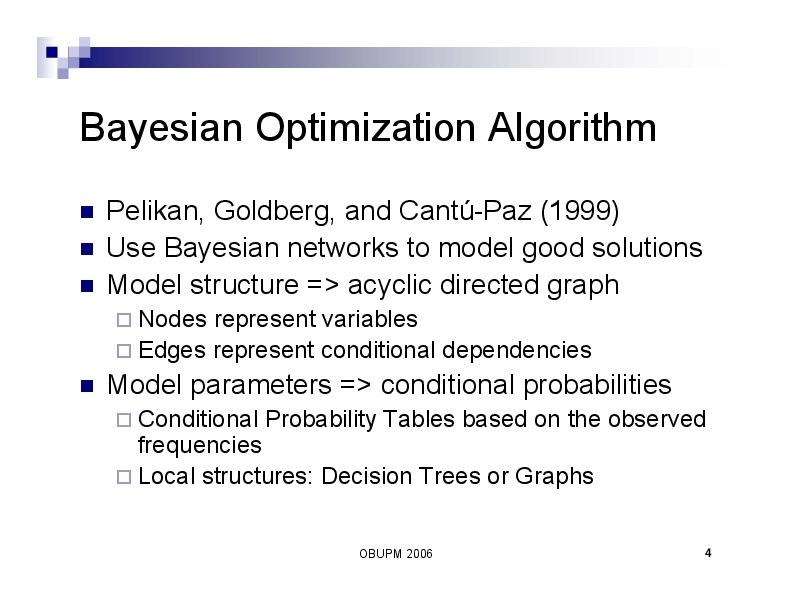 Bayesian Optimization Algorithm
Pelikan, Goldberg, and Cantú-Paz (1999)
Use Bayesian networks to model good solutions
Model structure => acyclic directed graph
Nodes represent variables
Edges represent conditional dependencies
Model parameters => conditional probabilities
Conditional Probability Tables based on the observed
frequencies
Local structures: Decision Trees or Graphs
OBUPM 2006
4